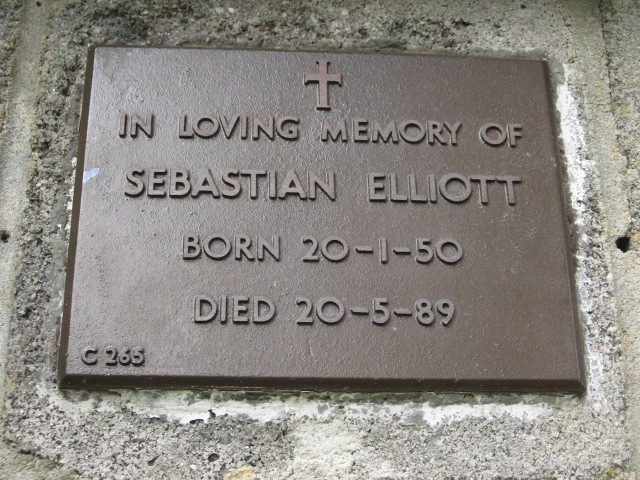 IN LOVING MEMORY OF
SEBASTIAN ELLIOTT
BORN 20-1-50
DIED 20-5-89
C 265